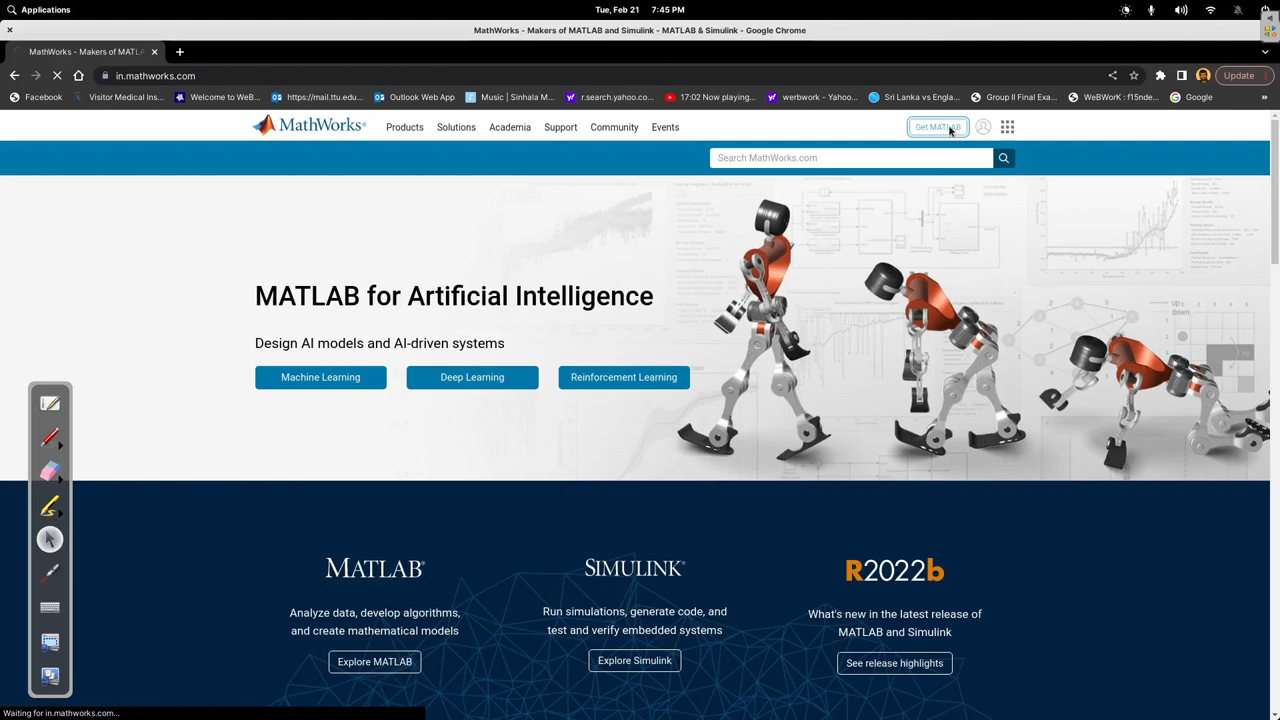 Applications
Tue, Feb 21 7:45 PM
MathWorks - Makers of MATLAB and Simulink - MATLAB & Simulink - Google Chrome
MathWorks - Makers of MATLA
in.mathworks.com
Update
Facebook Visitor Medical Ins... Welcome to WeB... https://mail.ttu.edu... Outlook Web App Music | Sinhala M... r.search.yahoo.co... 17:02 Now playing... werbwork - Yahoo... Sri Lanka vs Engla... Group II Final Exa... WeBWorK : f15nde... Google
MathWorks®
Products Solutions Academia Support Community Events
Get MATLAB
Search MathWorks.com
MATLAB for Artificial Intelligence
Design AI models and AI-driven systems
Machine Learning Deep Learning Reinforcement Learning
up
down
MATLAB®
Analyze data, develop algorithms,
and create mathematical models
Explore MATLAB
SIMULINK®
Run simulations, generate code, and
test and verify embedded systems
Explore Simulink
R2022b
What's new in the latest release of
MATLAB and Simulink
See release highlights
Waiting for in.mathworks.com...